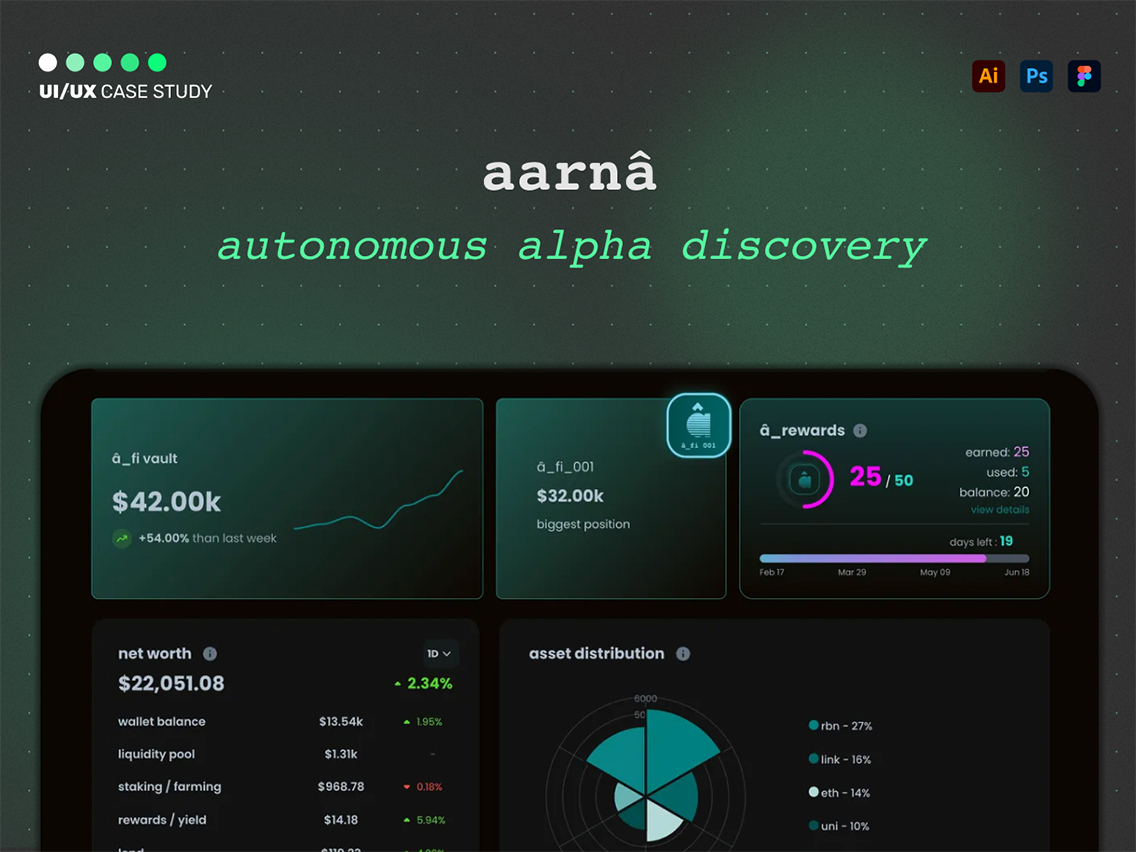 UI/UX CASE STUDY
Ai Ps
aarnâ
autonomous alpha discovery
â_fi vault
$42.00k
+54.00% than last week
â_fi_001
$32.00k
biggest position
â_fi 001
â_rewards
25 / 50
earned: 25
used: 5
balance: 20
view details
days left : 19
Feb 17 Mar 29 May 09 Jun 18
net worth
1D
$22,051.08
2.34%
wallet balance $13.54k 1.95%
liquidity pool $1.31k -
staking / farming $968.78 0.18%
rewards / yield $14.18 5.94%
asset distribution
6000
50
rbn - 27%
link - 16%
eth - 14%
uni - 10%